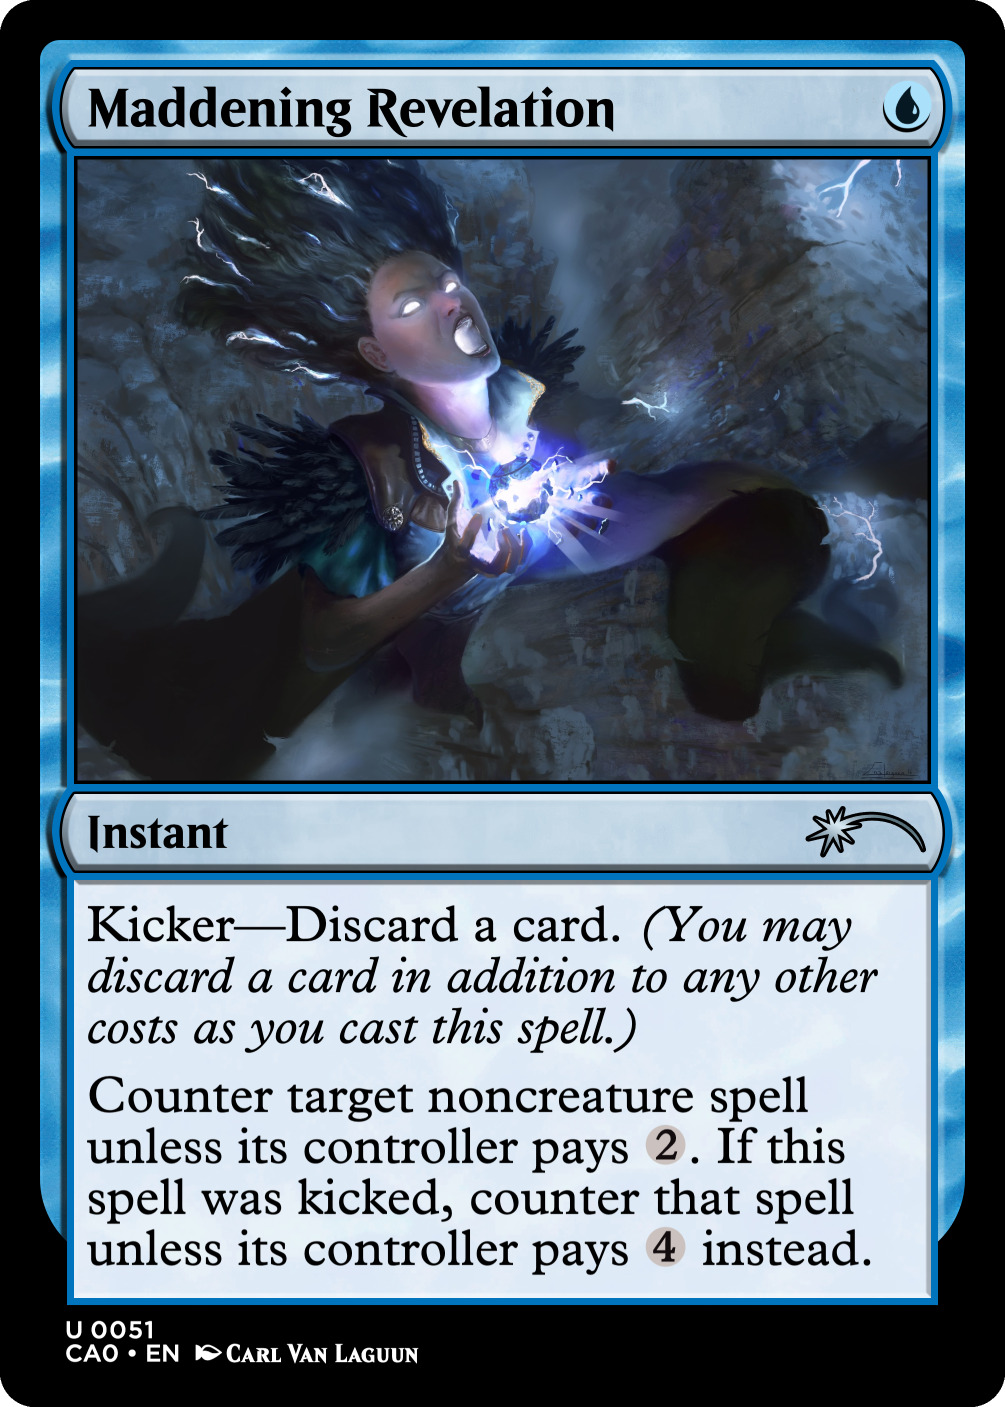 Maddening Revelation
Instant
Kicker—Discard a card. (You may
discard a card in addition to any other
costs as you cast this spell.)
Counter target noncreature spell
unless its controller pays 2. If this
spell was kicked, counter that spell
unless its controller pays 4 instead.
U 0051
CAO • EN Carl Van Laguun